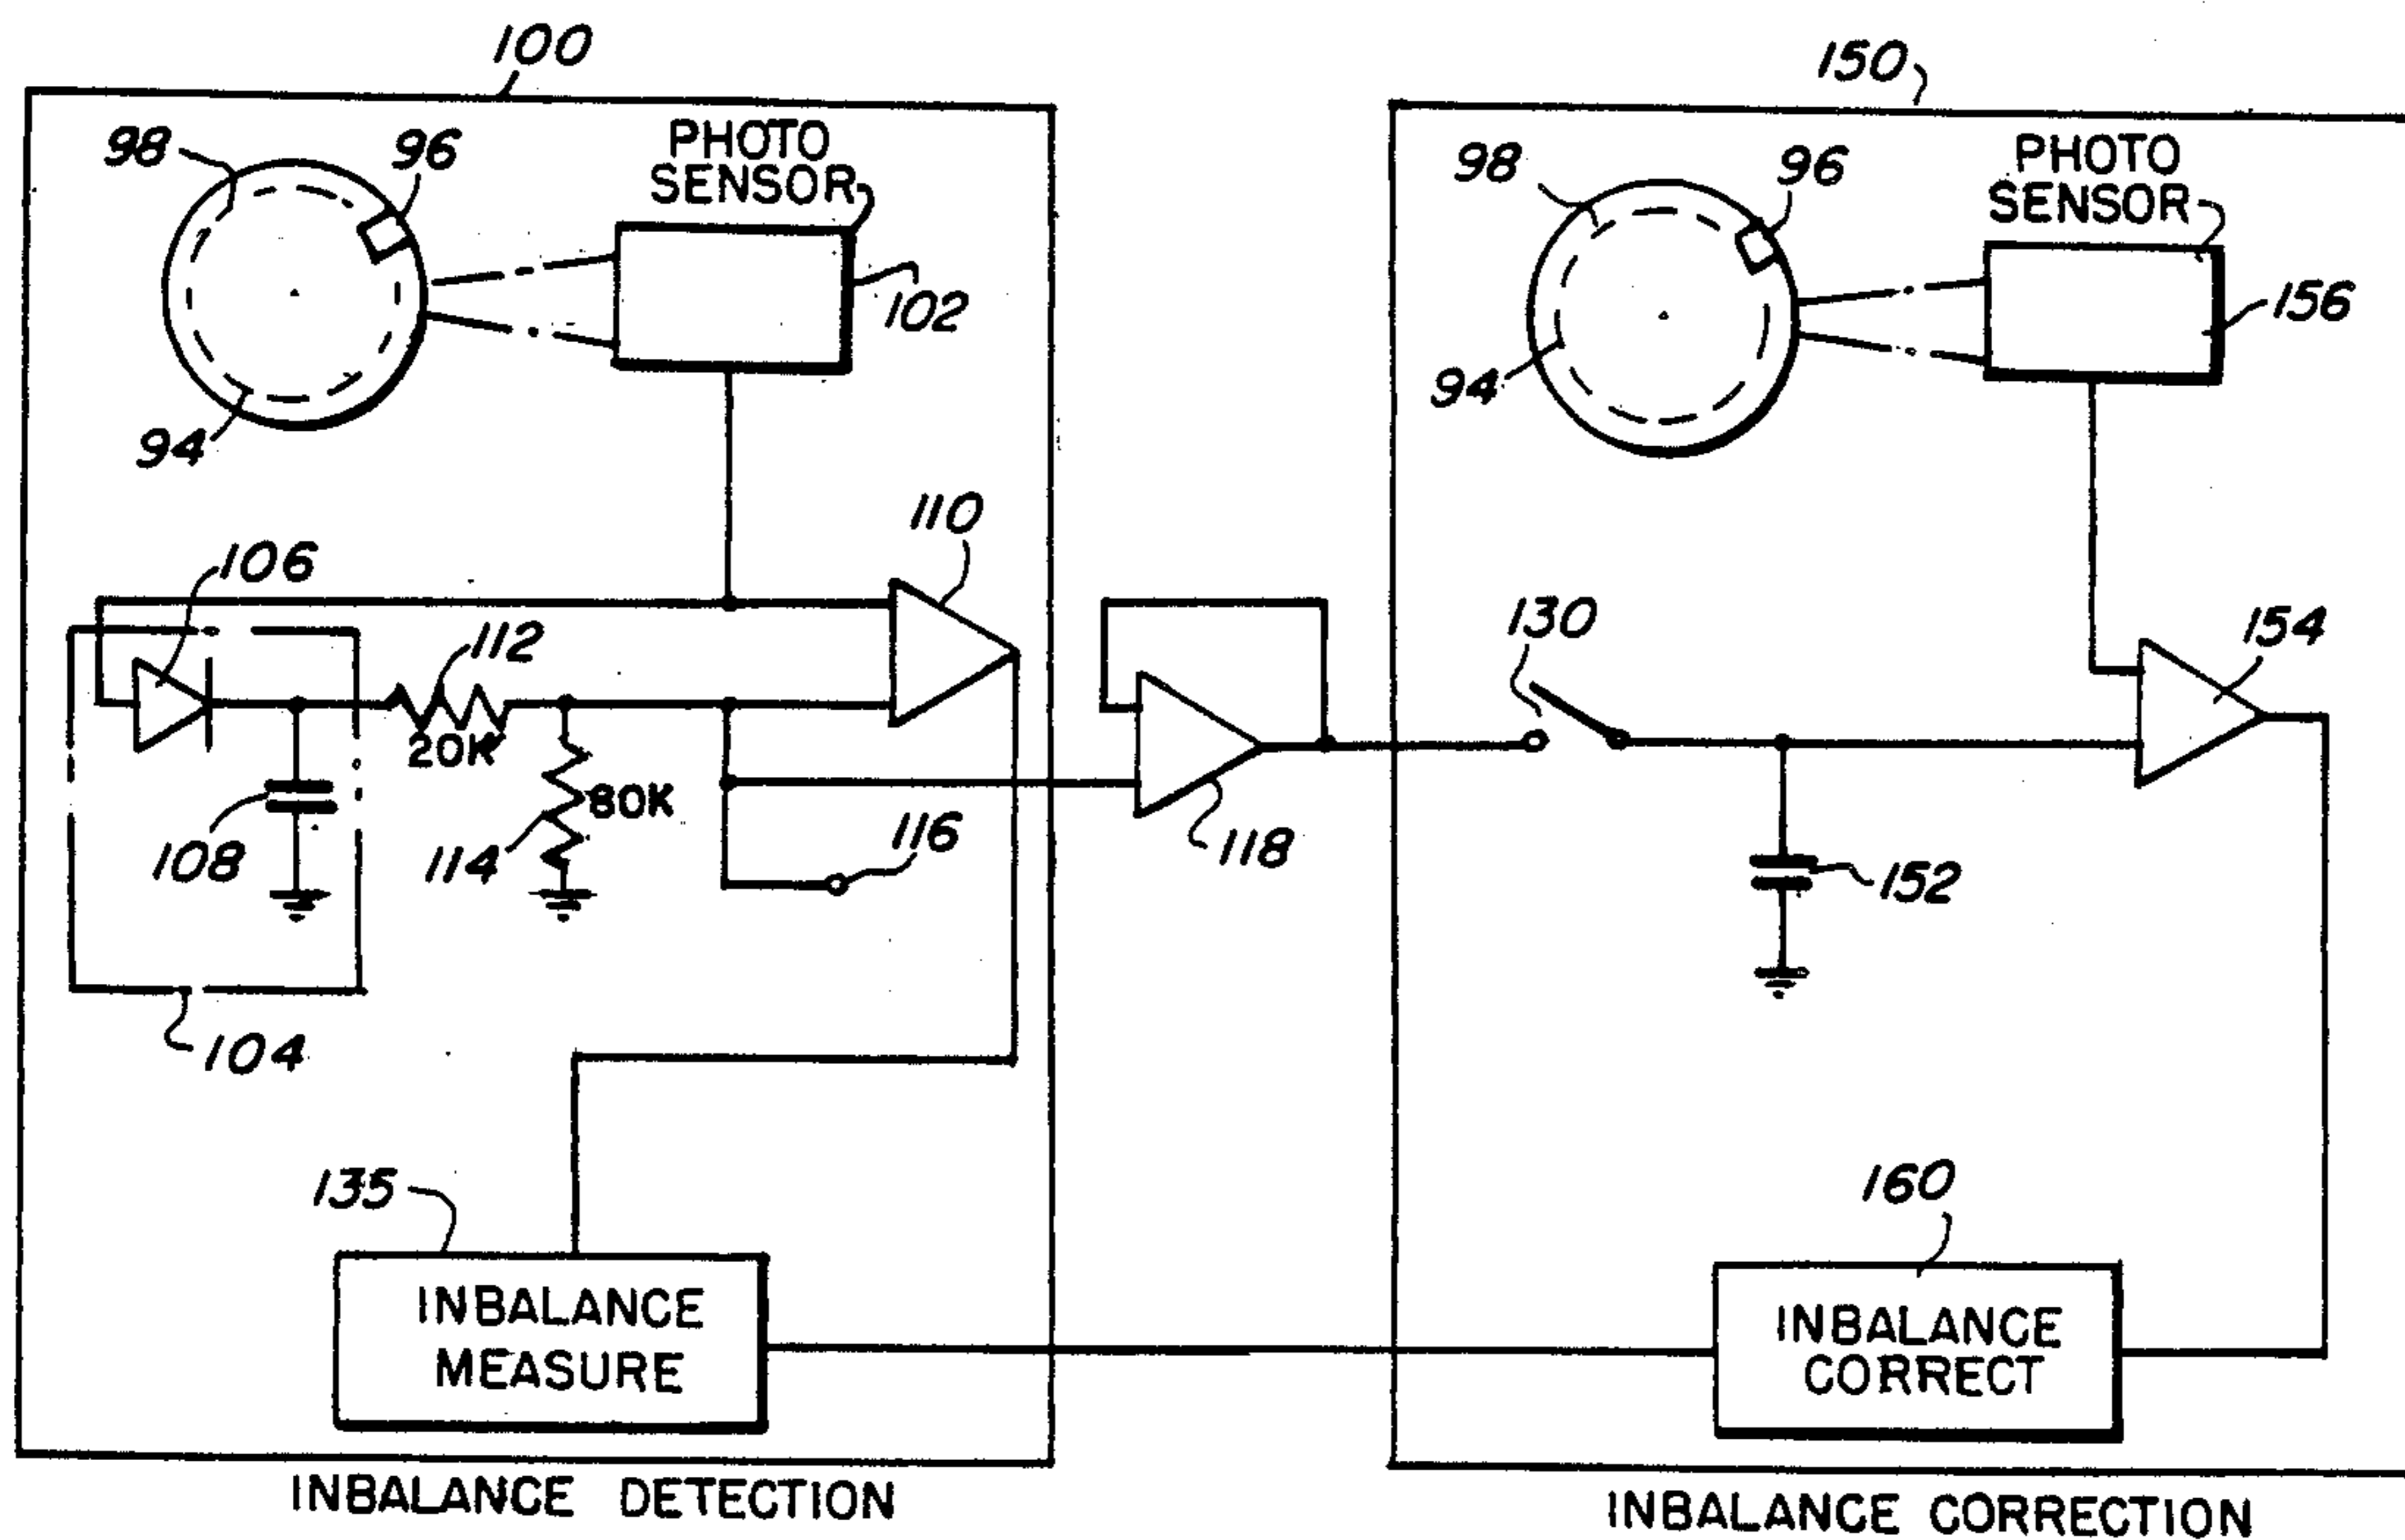 100
150
98
96
PHOTO
SENSOR
102
94
98
96
PHOTO
SENSOR
156
94
106
110
112
20K
80K
114
108
116
104
118
130
154
152
135
INBALANCE
MEASURE
160
INBALANCE
CORRECT
INBALANCE DETECTION
INBALANCE CORRECTION